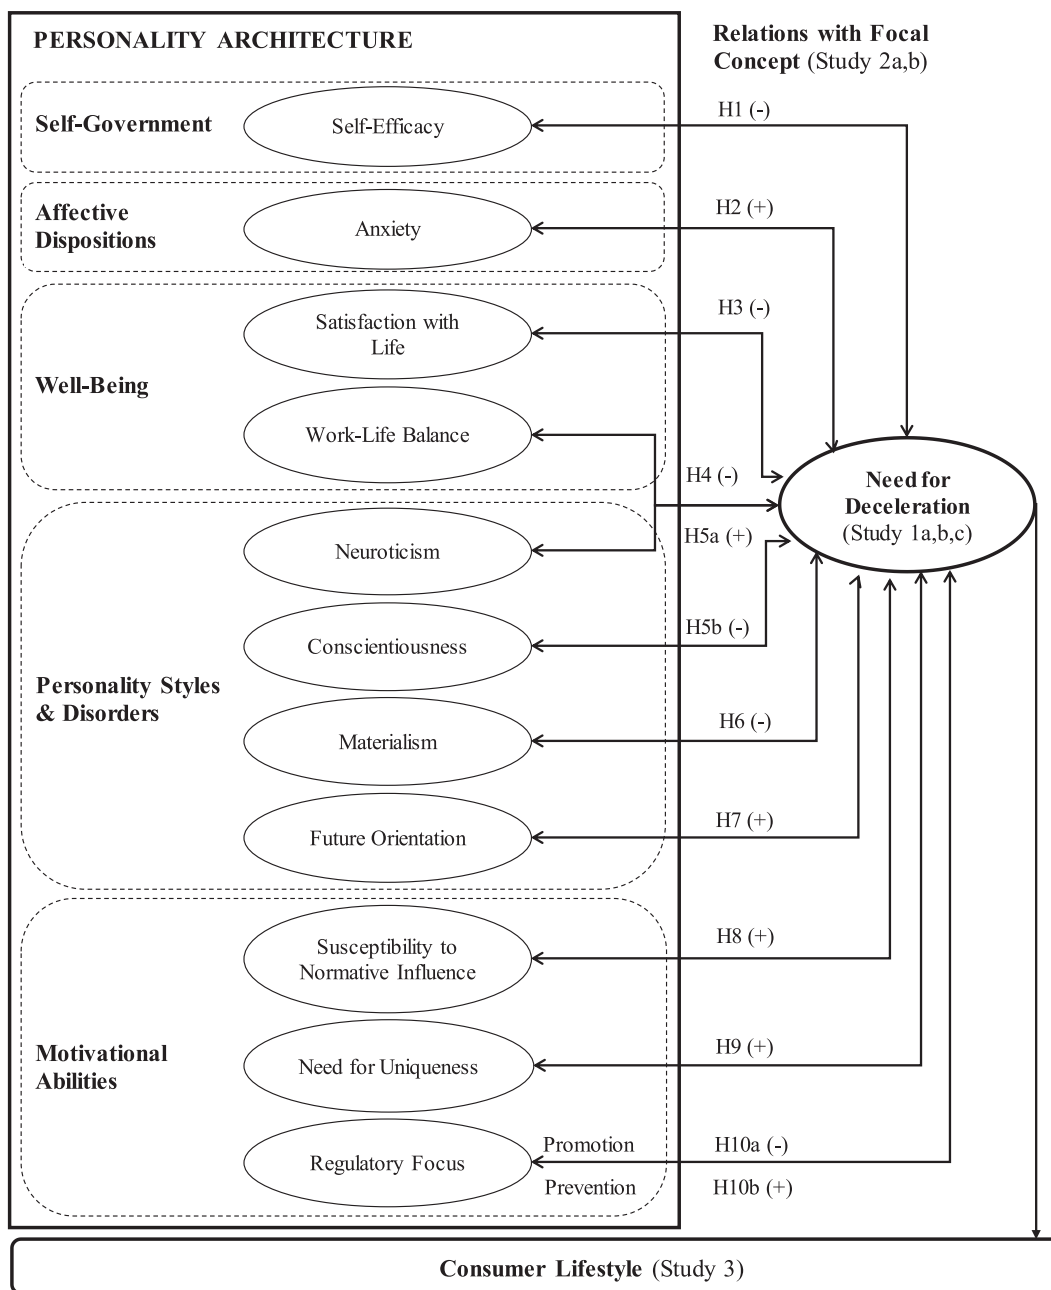 PERSONALITY ARCHITECTURE
Relations with Focal
Concept (Study 2a,b)
Self-Government
Self-Efficacy
H1 (-)
Affective
Dispositions
Anxiety
H2 (+)
Well-Being
Satisfaction with
Life
H3 (-)
Work-Life Balance
H4 (-)
Need for
Deceleration
(Study 1a,b,c)
Personality Styles
& Disorders
Neuroticism
H5a (+)
Conscientiousness
H5b (-)
Materialism
H6 (-)
Future Orientation
H7 (+)
Motivational
Abilities
Susceptibility to
Normative Influence
H8 (+)
Need for Uniqueness
H9 (+)
Regulatory Focus
Promotion
H10a (-)
Prevention
H10b (+)
Consumer Lifestyle (Study 3)